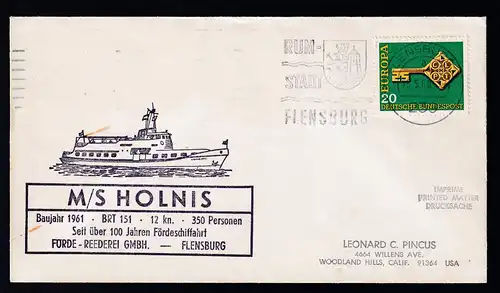 RUM-
STADT
FLENSBURG
FLENSBURG
EUROPA
20
DEUTSCHE BUNDESPOST
M/S HOLNIS
Baujahr 1961 · BRT 151 · 12 kn. · 350 Personen
Seit über 100 Jahren Fördeschiffahrt
FÖRDE - REEDEREI GMBH. — FLENSBURG
IMPRIME
PRINTED MATTER
DRUCKSACHE
LEONARD C. PINCUS
4664 WILLENS AVE.
WOODLAND HILLS, CALIF. 91364 USA